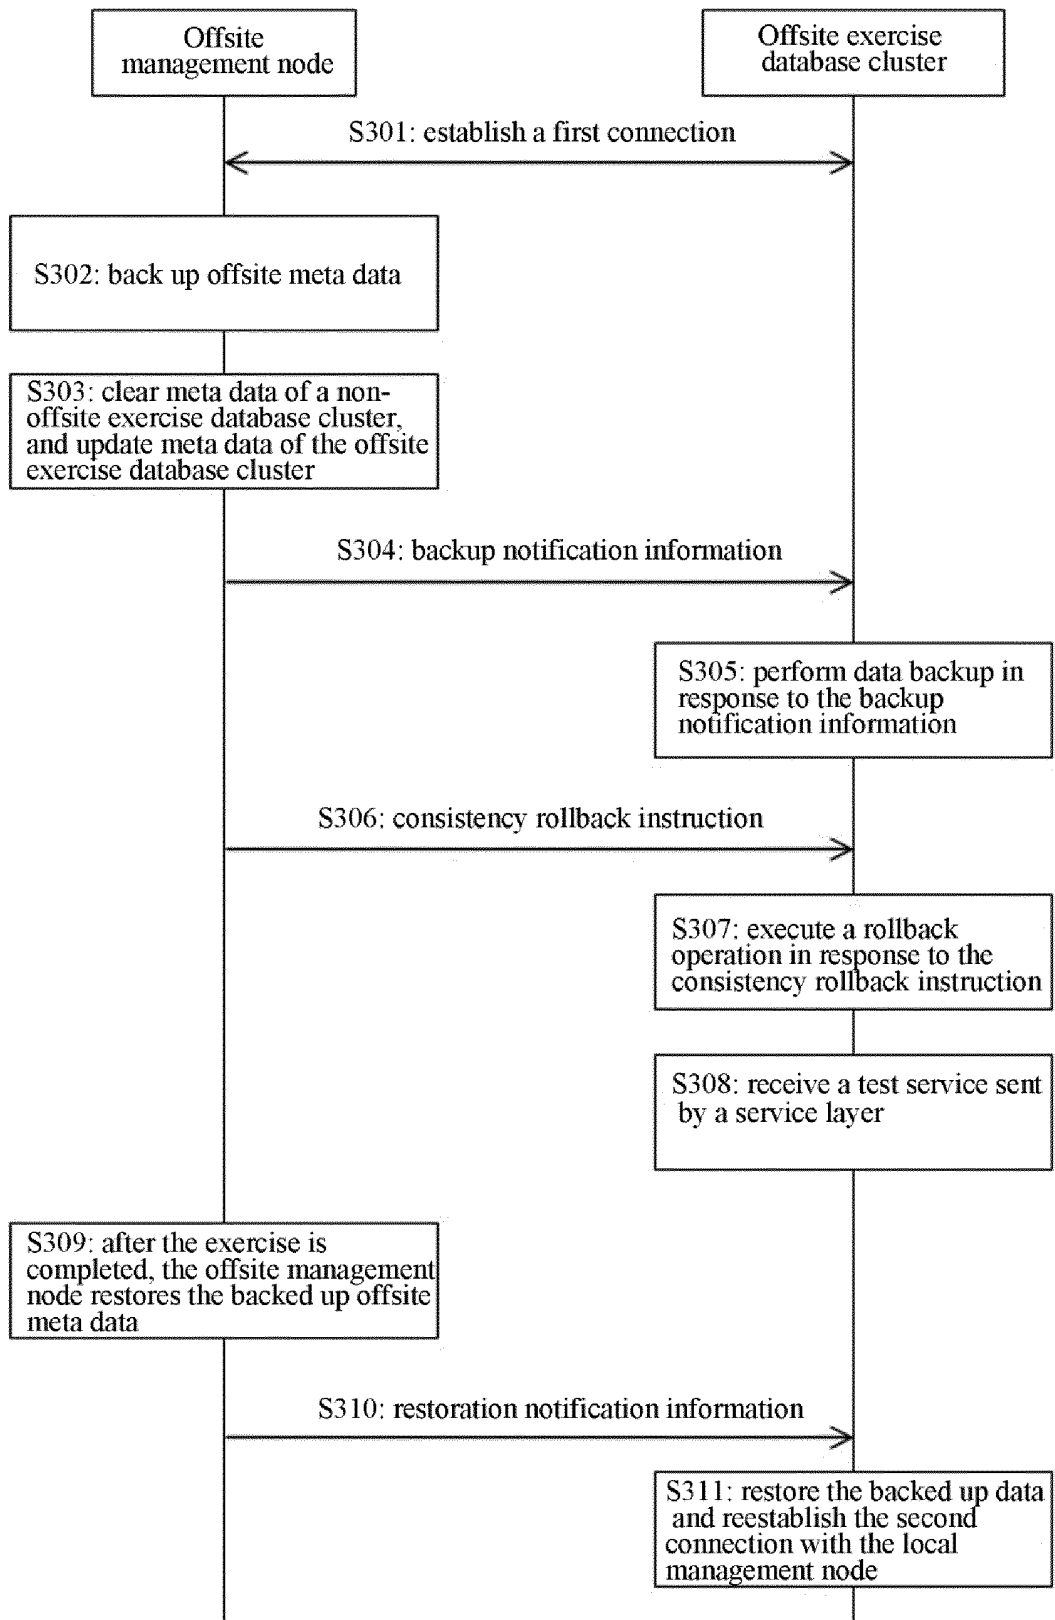 Offsite
management node
Offsite exercise
database cluster
S301: establish a first connection
S302: back up offsite meta data
S303: clear meta data of a non-
offsite exercise database cluster,
and update meta data of the offsite
exercise database cluster
S304: backup notification information
S305: perform data backup in
response to the backup
notification information
S306: consistency rollback instruction
S307: execute a rollback
operation in response to the
consistency rollback instruction
S308: receive a test service sent
by a service layer
S309: after the exercise is
completed, the offsite management
node restores the backed up offsite
meta data
S310: restoration notification information
S311: restore the backed up data
and reestablish the second
connection with the local
management node